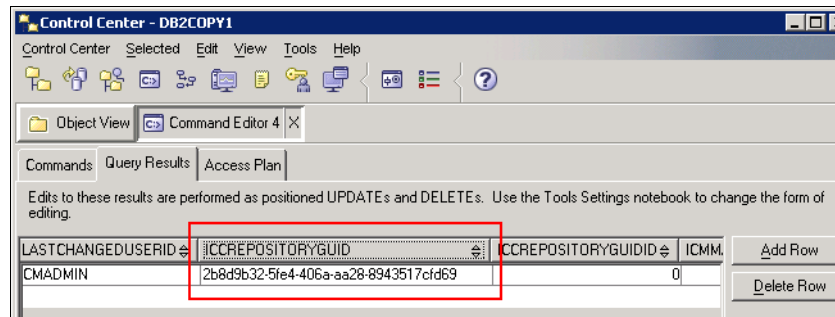 Control Center - DB2COPY1
Control Center Selected Edit View Tools Help
Object View Command Editor 4 X
Commands Query Results Access Plan
Edits to these results are performed as positioned UPDATEs and DELETEs. Use the Tools Settings notebook to change the form of
editing.
LASTCHANGEDUSERID ICCREPOSITORYGUID ICCREPOSITORYGUIDID ICMM. Add Row
CMADMIN 2b8d9b32-5fe4-406a-aa28-8943517cfd69 0
Delete Row